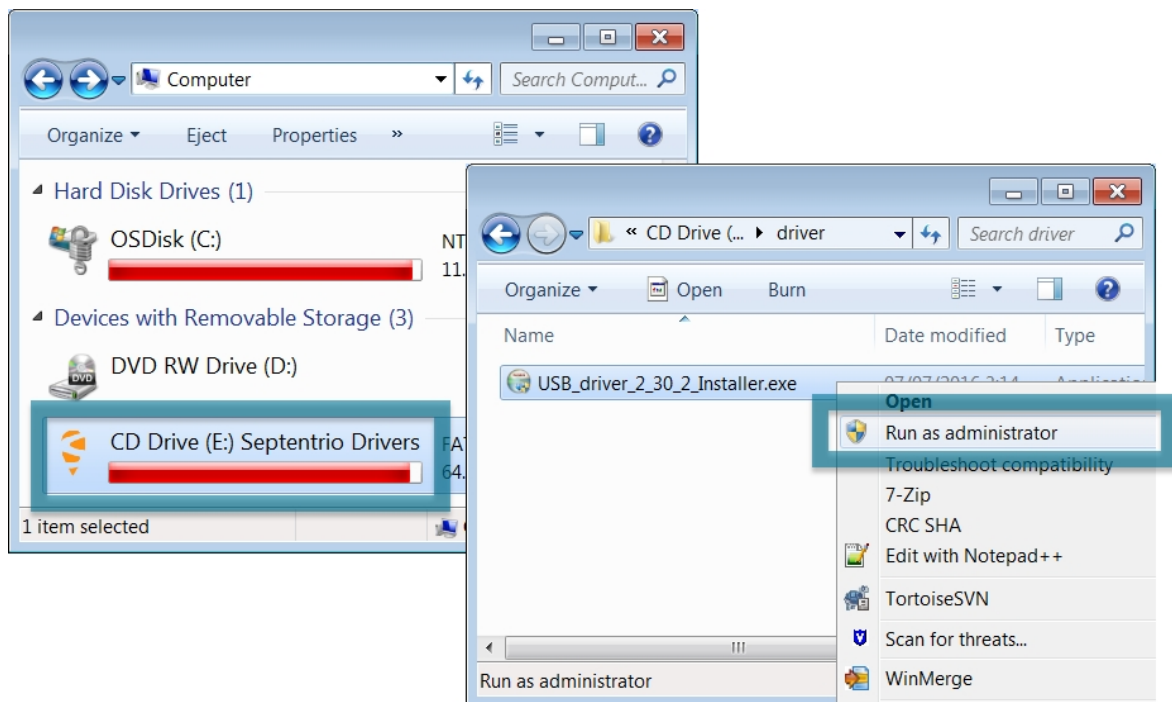 Computer
Search Comput...
Organize
Eject
Properties
»
Hard Disk Drives (1)
OSDisk (C:)
NT
11.
Devices with Removable Storage (3)
DVD RW Drive (D:)
DVD
CD Drive (E:) Septentrio Drivers
FA
64.
1 item selected
« CD Drive (... driver
Search driver
Organize
Open
Burn
Name
Date modified
Type
USB_driver_2_30_2_Installer.exe
Open
Run as administrator
Troubleshoot compatibility
7-Zip
CRC SHA
Edit with Notepad++
TortoiseSVN
Scan for threats...
WinMerge
Run as administrator